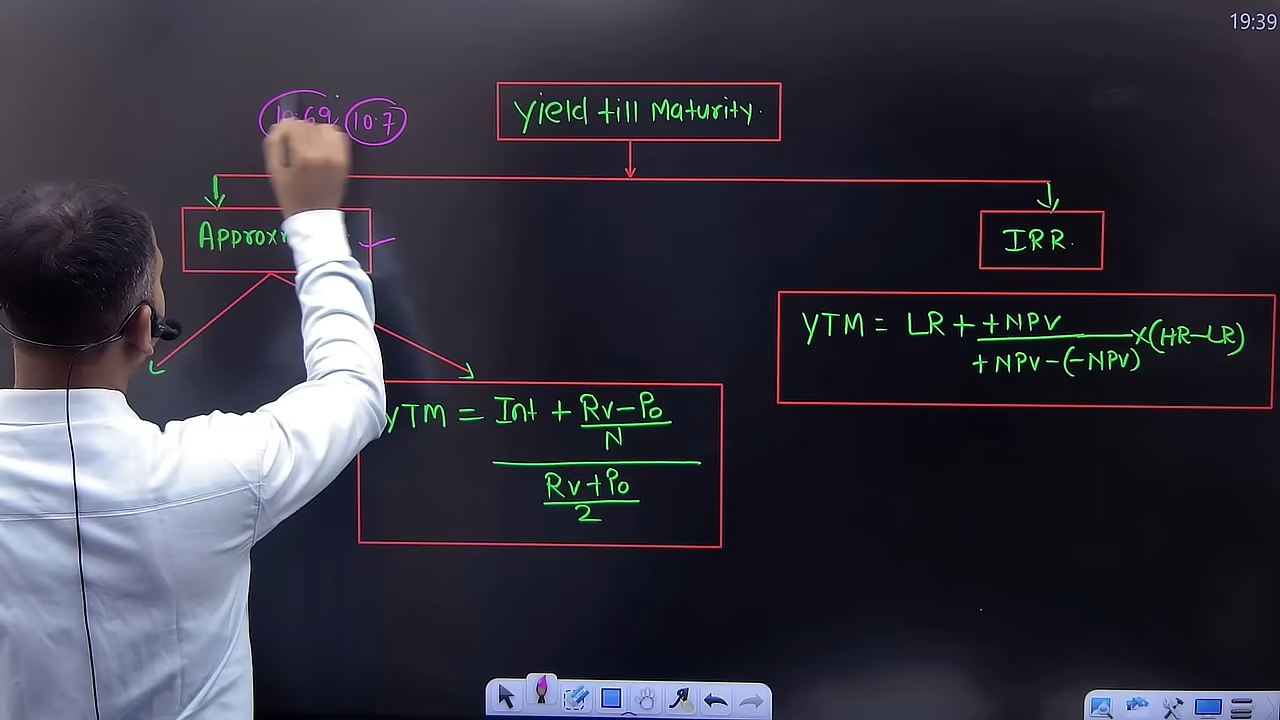 19:39
Yield till Maturity.
10.7
IRR.
YTM = LR + +NPV / +NPV-(-NPV) × (HR-LR)
YTM = Int + Rv-Po / N
Rv+Po / 2